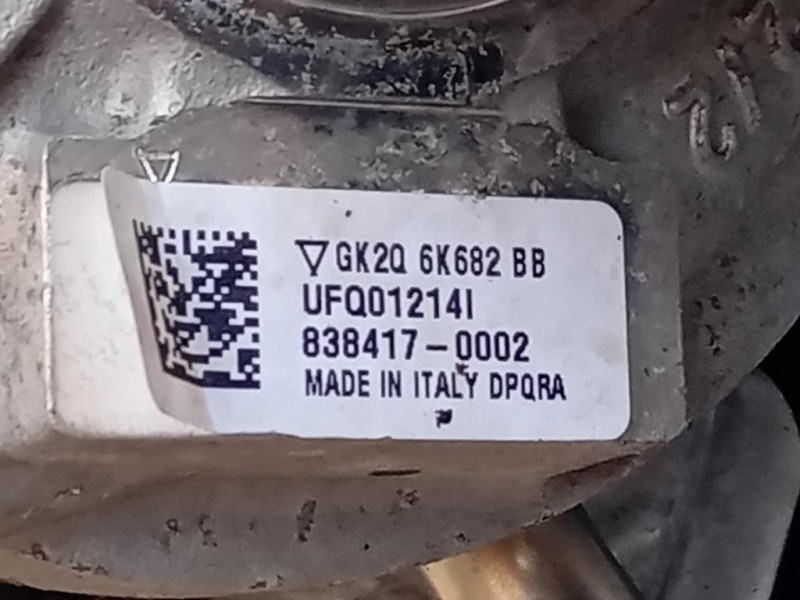 GK2Q 6K682 BB
UFQ01214I
838417-0002
MADE IN ITALY DPQRA